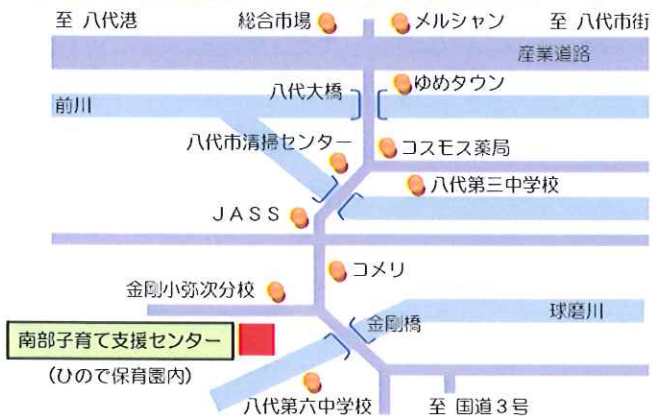 至 八代港
総合市場
メルシャン
至 八代市街
産業道路
ゆめタウン
八代大橋
前川
八代市清掃センター
コスモス薬局
八代第三中学校
JASS
コメリ
金剛小弥次分校
球磨川
金剛橋
南部子育て支援センター
(ひので保育園内)
八代第六中学校
至 国道3号